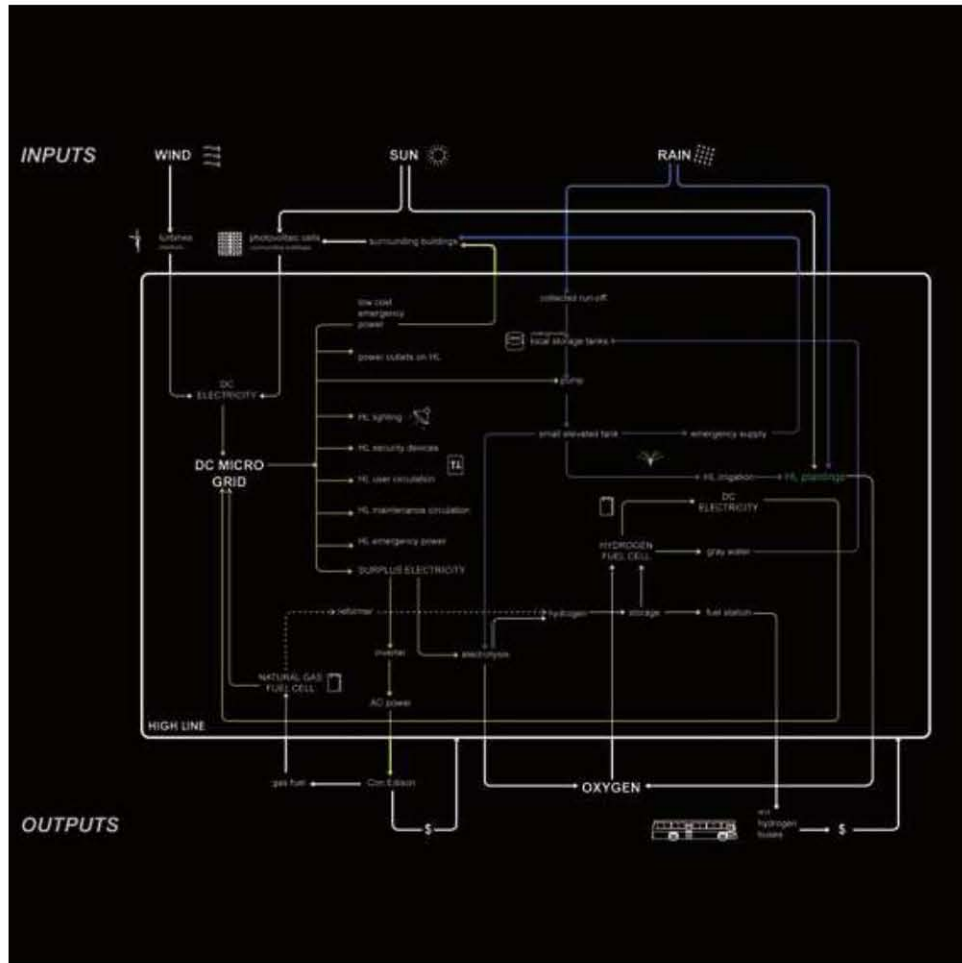 INPUTS
WIND
SUN
RAIN
turbines
photovoltaic cells
surrounding buildings
surrounding buildings
low cost
emergency
power
collected run-off
local storage tanks
power outlets on HL
pump
DC
ELECTRICITY
HL lighting
small elevated tank
emergency supply
HL security devices
DC MICRO
GRID
HL user circulation
HL irrigation
HL plantings
DC
ELECTRICITY
HL maintenance circulation
HL emergency power
HYDROGEN
FUEL CELL
gray water
SURPLUS ELECTRICITY
reformer
hydrogen
storage
fuel station
inverter
electrolysis
NATURAL GAS
FUEL CELL
AC power
HIGH LINE
gas fuel
Con Edison
OXYGEN
OUTPUTS
$
hydrogen
buses
$